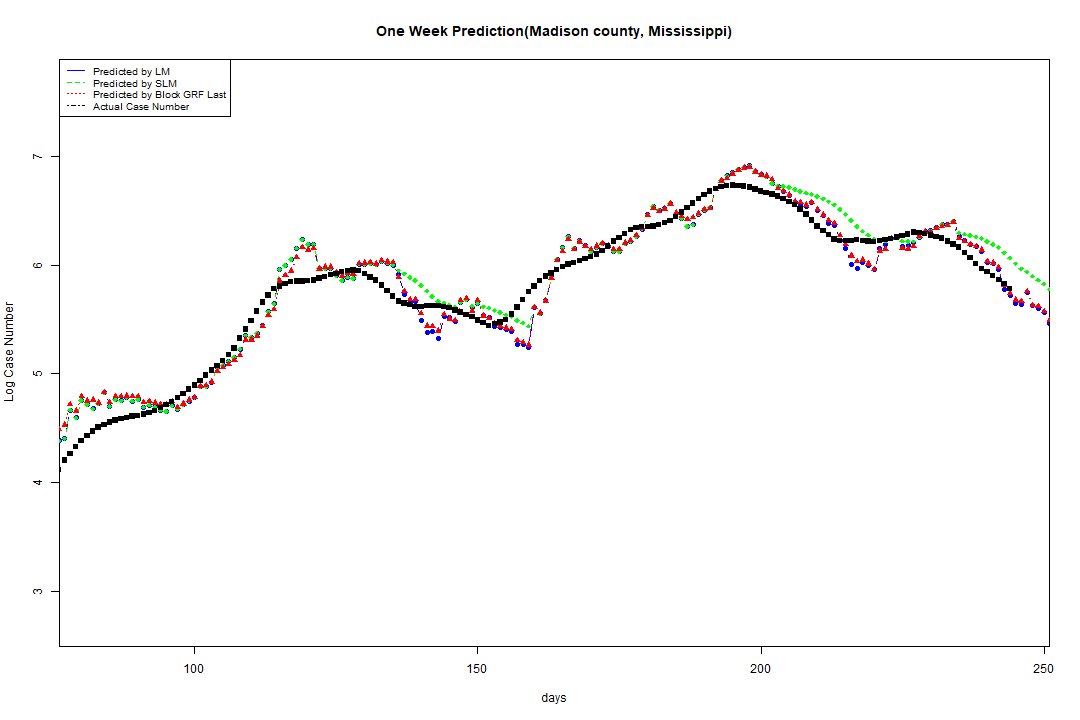 One Week Prediction(Madison county, Mississippi)
Predicted by LM
Predicted by SLM
Predicted by Block GRF Last
Actual Case Number
7
6
5
4
3
Log Case Number
100 150 200 250
days